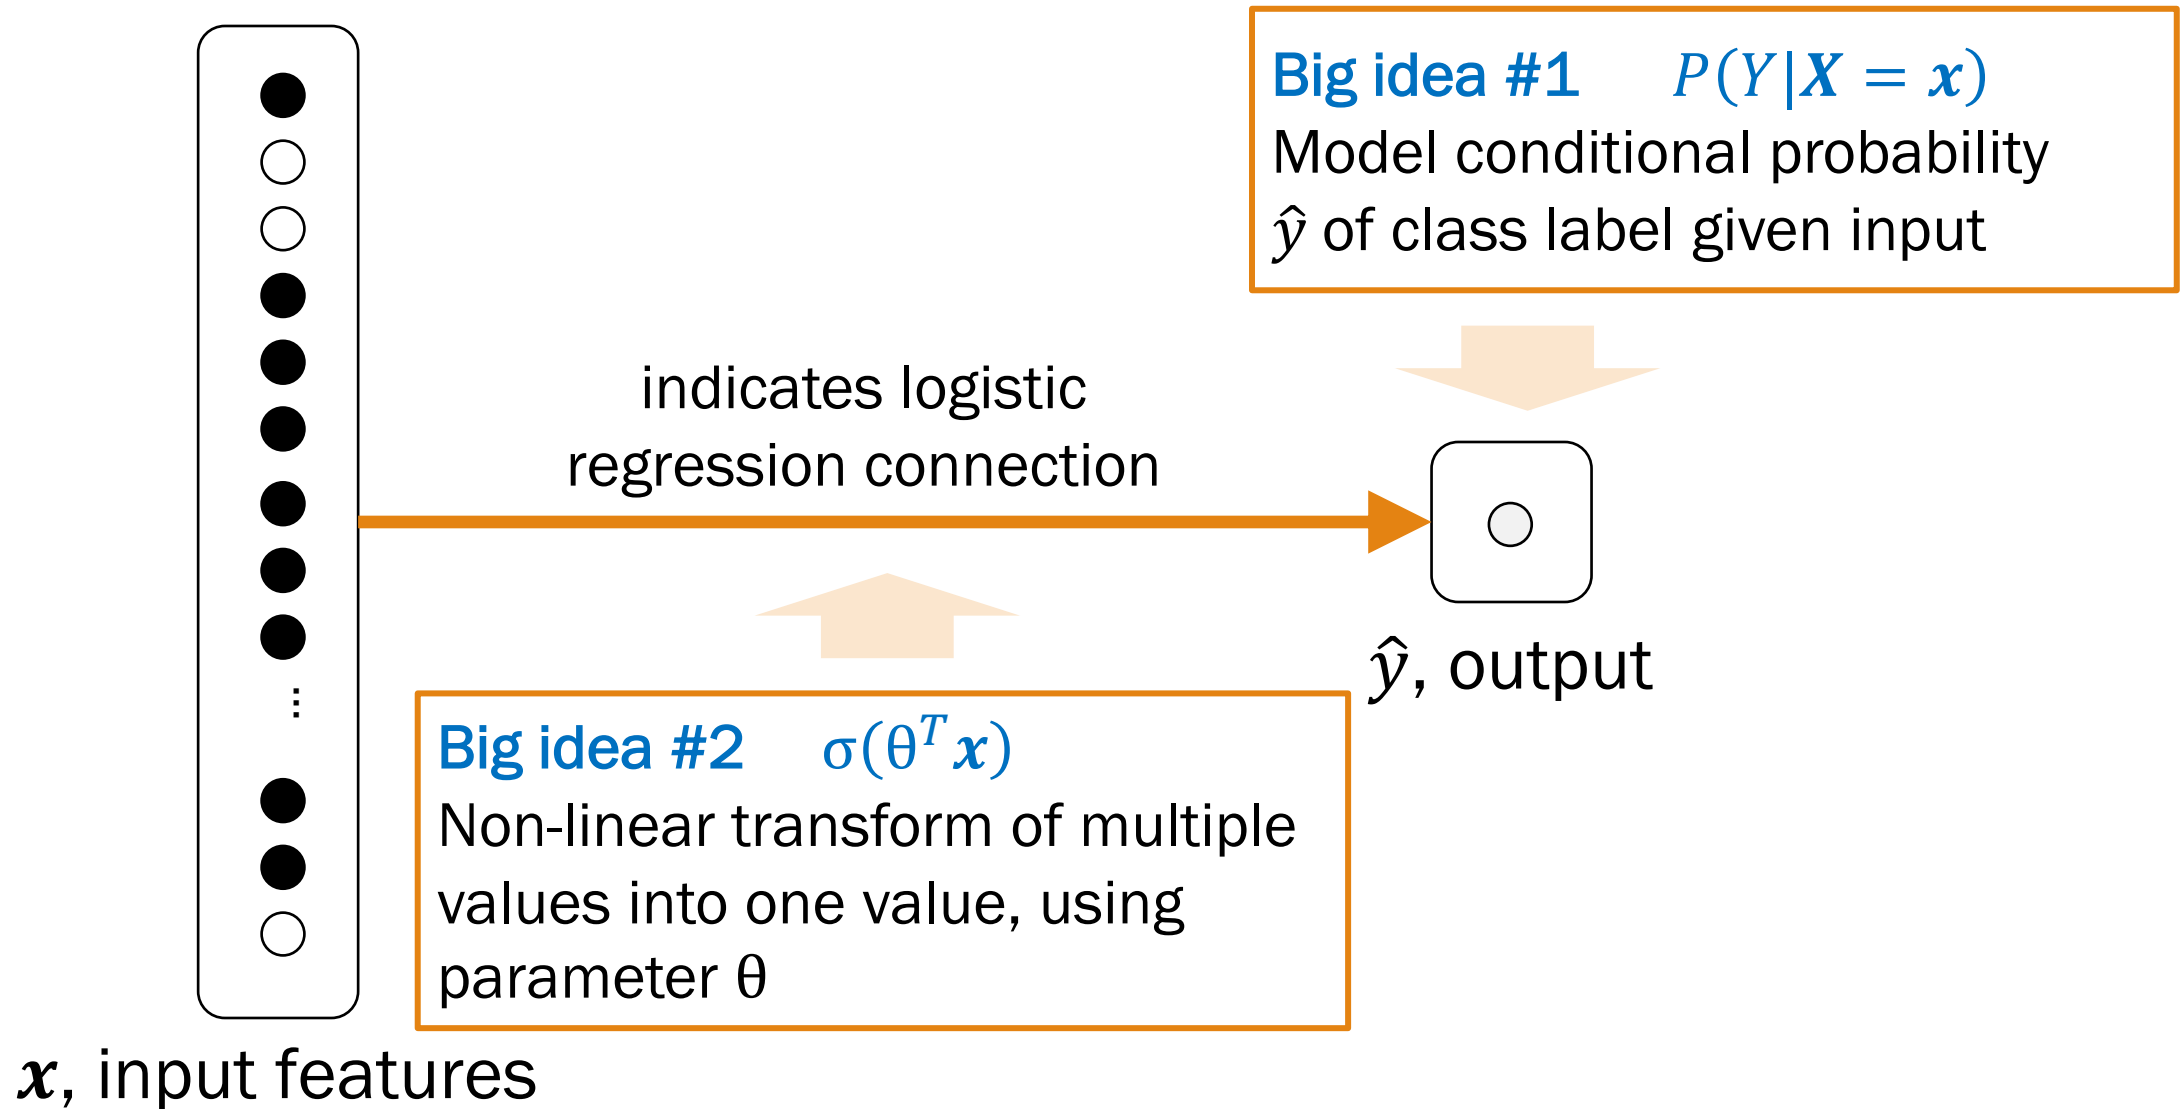 Big idea #1 P(Y|X = x)
Model conditional probability
ŷ of class label given input
indicates logistic
regression connection
ŷ, output
⋮
Big idea #2 σ(θᵀx)
Non-linear transform of multiple
values into one value, using
parameter θ
x, input features